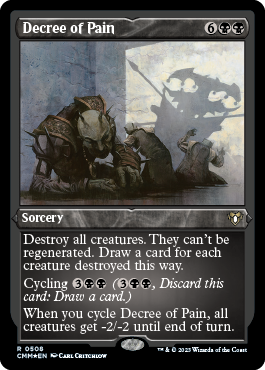 Decree of Pain 6
Sorcery
Destroy all creatures. They can't be
regenerated. Draw a card for each
creature destroyed this way.
Cycling 3 (3, Discard this
card: Draw a card.)
When you cycle Decree of Pain, all
creatures get -2/-2 until end of turn.
R 0508
CMM★EN Carl Critchlow
™ & © 2023 Wizards of the Coast